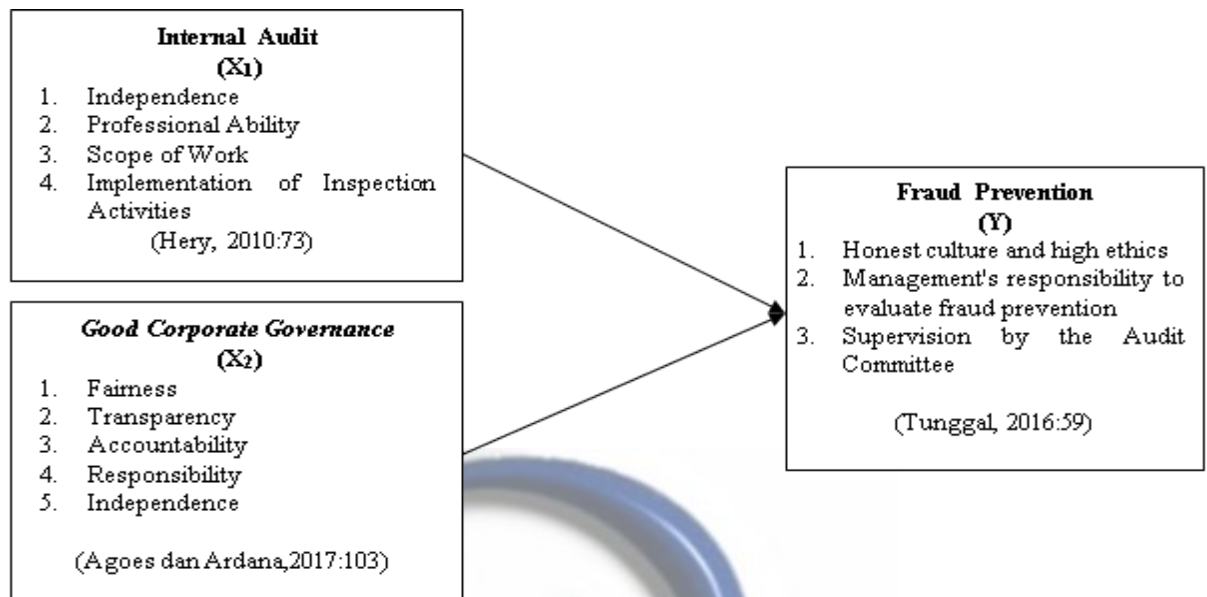 Internal Audit
(X1)
1. Independence
2. Professional Ability
3. Scope of Work
4. Implementation of Inspection
Activities
(Hery, 2010:73)
Good Corporate Governance
(X2)
1. Fairness
2. Transparency
3. Accountability
4. Responsibility
5. Independence
(Agoes dan Ardana,2017:103)
Fraud Prevention
(Y)
1. Honest culture and high ethics
2. Management's responsibility to
evaluate fraud prevention
3. Supervision by the Audit
Committee
(Tunggal, 2016:59)